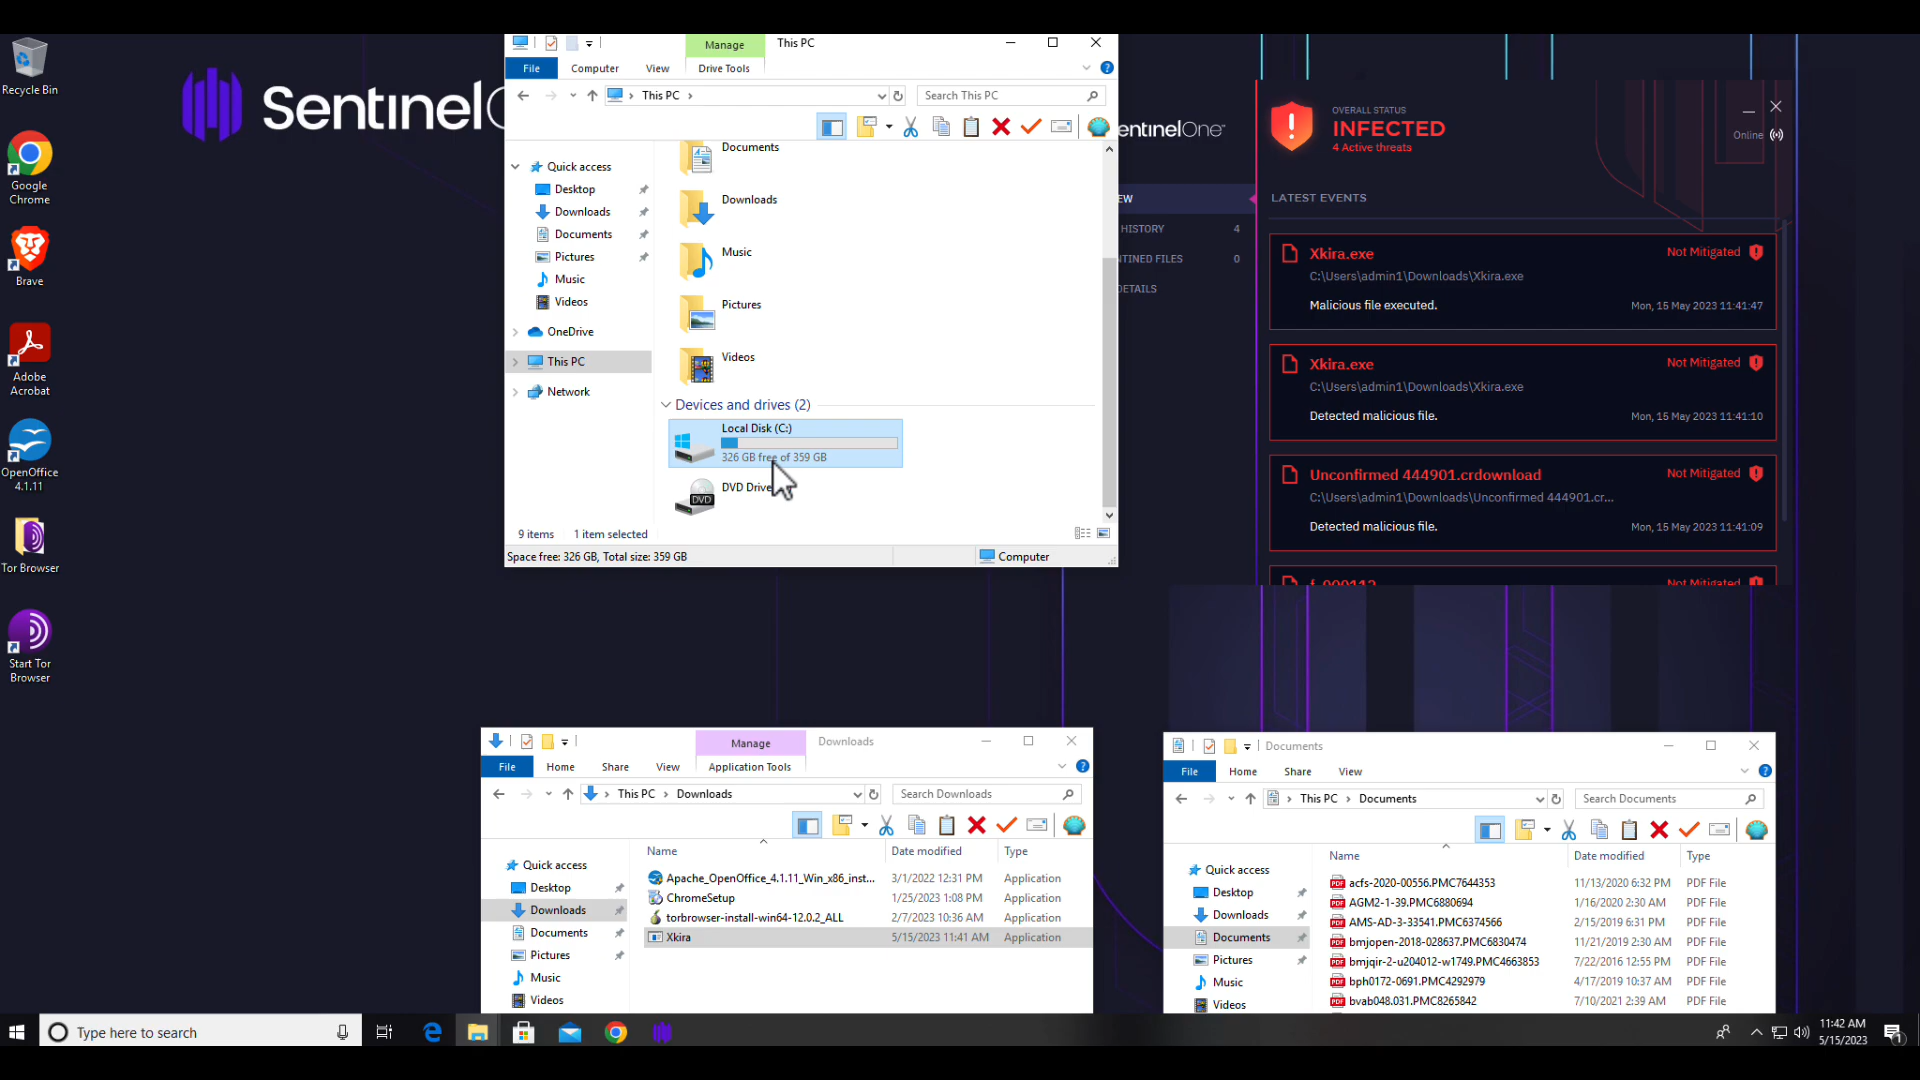 Recycle Bin
Google
Chrome
Brave
Adobe
Acrobat
OpenOffice
4.1.11
Tor Browser
Start Tor
Browser
SentinelO
Manage
This PC
File
Computer
View
Drive Tools
This PC
Search This PC
Quick access
Desktop
Downloads
Documents
Pictures
Music
Videos
OneDrive
This PC
Network
Documents
Downloads
Music
Pictures
Videos
Devices and drives (2)
Local Disk (C:)
326 GB free of 359 GB
DVD
DVD Drive
9 items
1 item selected
Space free: 326 GB, Total size: 359 GB
Computer
entinelOne
EW
HISTORY 4
NTINED FILES 0
DETAILS
OVERALL STATUS
INFECTED
4 Active threats
Online
LATEST EVENTS
Xkira.exe
Not Mitigated
C:\Users\admin1\Downloads\Xkira.exe
Malicious file executed.
Mon, 15 May 2023 11:41:47
Xkira.exe
Not Mitigated
C:\Users\admin1\Downloads\Xkira.exe
Detected malicious file.
Mon, 15 May 2023 11:41:10
Unconfirmed 444901.crdownload
Not Mitigated
C:\Users\admin1\Downloads\Unconfirmed 444901.cr...
Detected malicious file.
Mon, 15 May 2023 11:41:09
f_000112
Not Mitigated
Manage
Downloads
File
Home
Share
View
Application Tools
This PC
Downloads
Search Downloads
Quick access
Desktop
Downloads
Documents
Pictures
Music
Videos
Name
Date modified
Type
Apache_OpenOffice_4.1.11_Win_x86_inst... 3/1/2022 12:31 PM Application
ChromeSetup 1/25/2023 1:08 PM Application
torbrowser-install-win64-12.0.2_ALL 2/7/2023 10:36 AM Application
Xkira 5/15/2023 11:41 AM Application
Documents
File
Home
Share
View
This PC
Documents
Search Documents
Quick access
Desktop
Downloads
Documents
Pictures
Music
Videos
Name
Date modified
Type
PDF acfs-2020-00556.PMC7644353 11/13/2020 6:32 PM PDF File
PDF AGM2-1-39.PMC6880694 1/16/2020 2:30 AM PDF File
PDF AMS-AD-3-33541.PMC6374566 2/15/2019 6:31 PM PDF File
PDF bmjopen-2018-028637.PMC6830474 11/21/2019 2:30 AM PDF File
PDF bmjqir-2-u204012-w1749.PMC4663853 7/22/2016 12:55 PM PDF File
PDF bph0172-0691.PMC4292979 4/17/2019 10:37 AM PDF File
PDF bvab048.031.PMC8265842 7/10/2021 2:39 AM PDF File
Type here to search
11:42 AM
5/15/2023
1